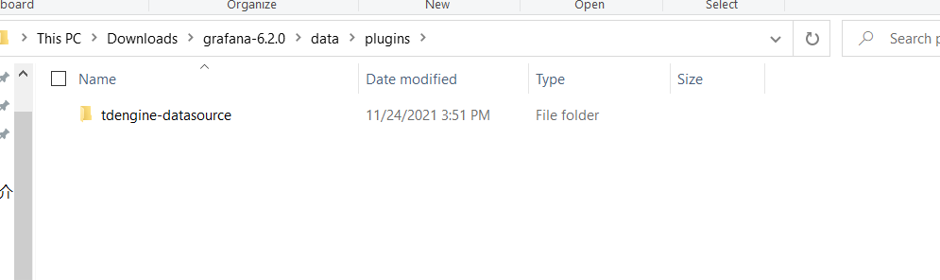 board
Organize
New
Open
Select
This PC > Downloads > grafana-6.2.0 > data > plugins >
Search p
Name
Date modified
Type
Size
tdengine-datasource
11/24/2021 3:51 PM
File folder
介